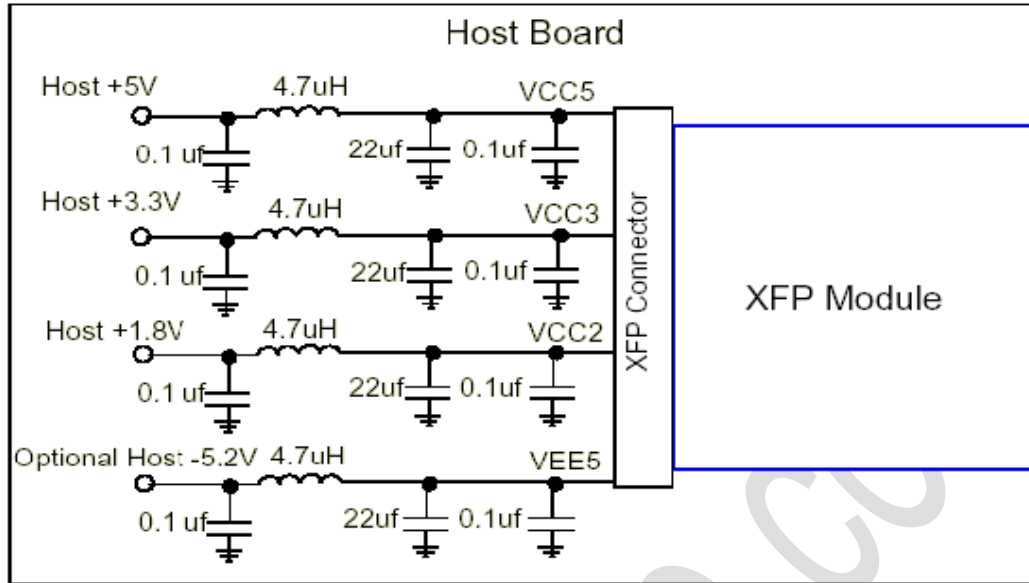 Host Board
Host +5V
4.7uH
VCC5
0.1 uf
22uf
0.1uf
Host +3.3V
4.7uH
VCC3
0.1 uf
22uf
0.1uf
XFP Connector
XFP Module
Host +1.8V
4.7uH
VCC2
0.1 uf
22uf
0.1uf
Optional Host -5.2V
4.7uH
VEE5
0.1 uf
22uf
0.1uf